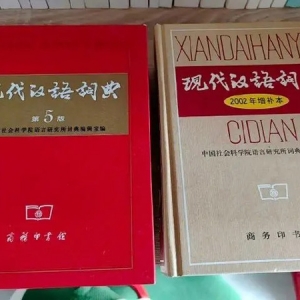 代汉语词典
第5版
社会科学院语言研究所词典编辑室编
商务印书馆
XIANDAIHANY
现代汉语词
2002年增补本
CIDIAN
中国社会科学院语言研究所词典
商务印书